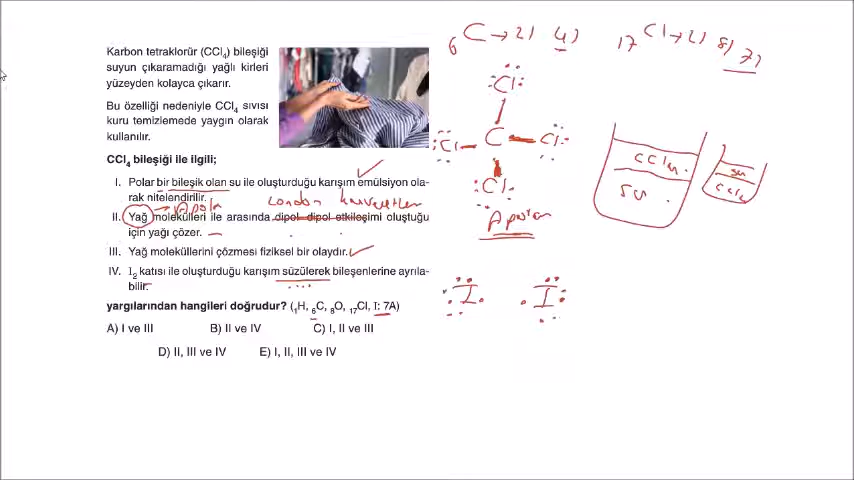 Karbon tetraklorür (CCl₄) bileşiği
suyun çıkaramadığı yağlı kirleri
yüzeyden kolayca çıkarır.
Bu özelliği nedeniyle CCl₄ sıvısı
kuru temizlemede yaygın olarak
kullanılır.
CCl₄ bileşiği ile ilgili;
I. Polar bir bileşik olan su ile oluşturduğu karışım emülsiyon ola-
rak nitelendirilir.
Apolar
London kuvvetleri
II. Yağ molekülleri ile arasında dipol-dipol etkileşimi oluştuğu
için yağı çözer.
III. Yağ moleküllerini çözmesi fiziksel bir olaydır.
IV. I₂ katısı ile oluşturduğu karışım süzülerek bileşenlerine ayrıla-
bilir.
yargılarından hangileri doğrudur? (₁H, ₆C, ₈O, ₁₇Cl, I: 7A)
A) I ve III
B) II ve IV
C) I, II ve III
D) II, III ve IV
E) I, II, III ve IV
₆C → 2) 4)
₁₇Cl → 2) 8) 7)
Cl
Cl – C – Cl
Cl
Apolar
I I
CCl₄
su
su
CCl₄